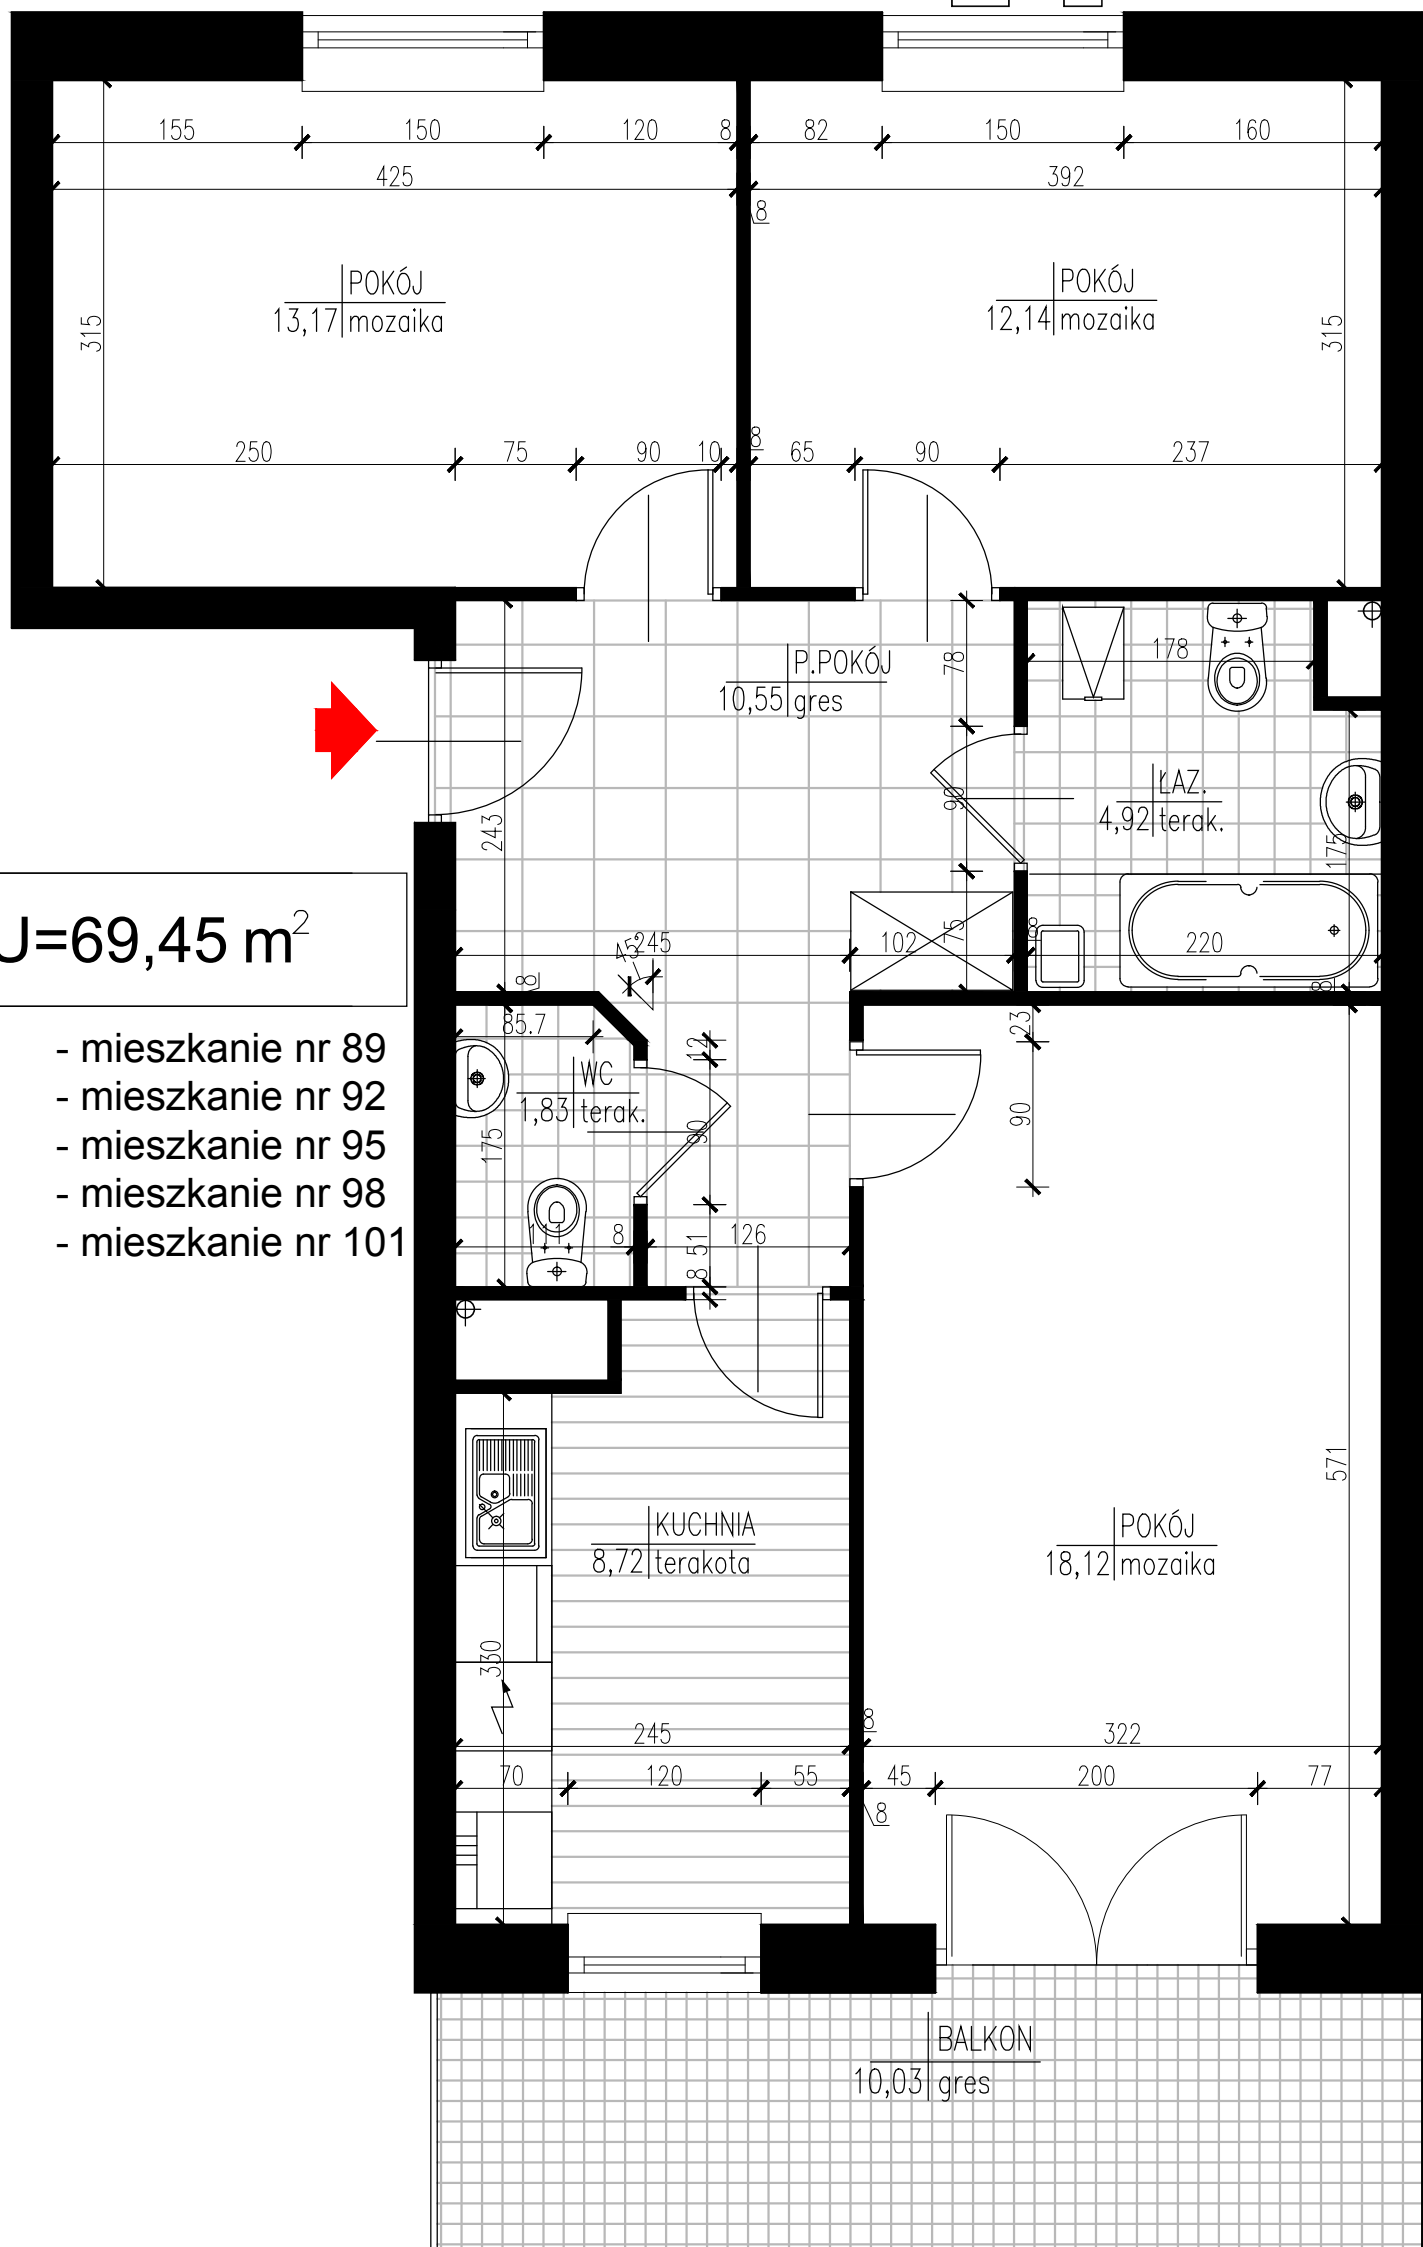 155 150 120 8 82 150 160
425 392
8
POKÓJ
13,17 mozaika
POKÓJ
12,14 mozaika
315
315
250 75 90 10 8 65 90 237
P.POKÓJ
10,55 gres
78
178
ŁAZ.
4,92 terak.
90
175
243
U=69,45 m²
245 102 75 8 220
45°
8
8
- mieszkanie nr 89
- mieszkanie nr 92
- mieszkanie nr 95
- mieszkanie nr 98
- mieszkanie nr 101
85.7
12
23
WC
1,83 terak.
90
90
175
111 8 126
51
8
KUCHNIA
8,72 terakota
POKÓJ
18,12 mozaika
571
330
245 8 322
70 120 55 45 200 77
8
BALKON
10,03 gres